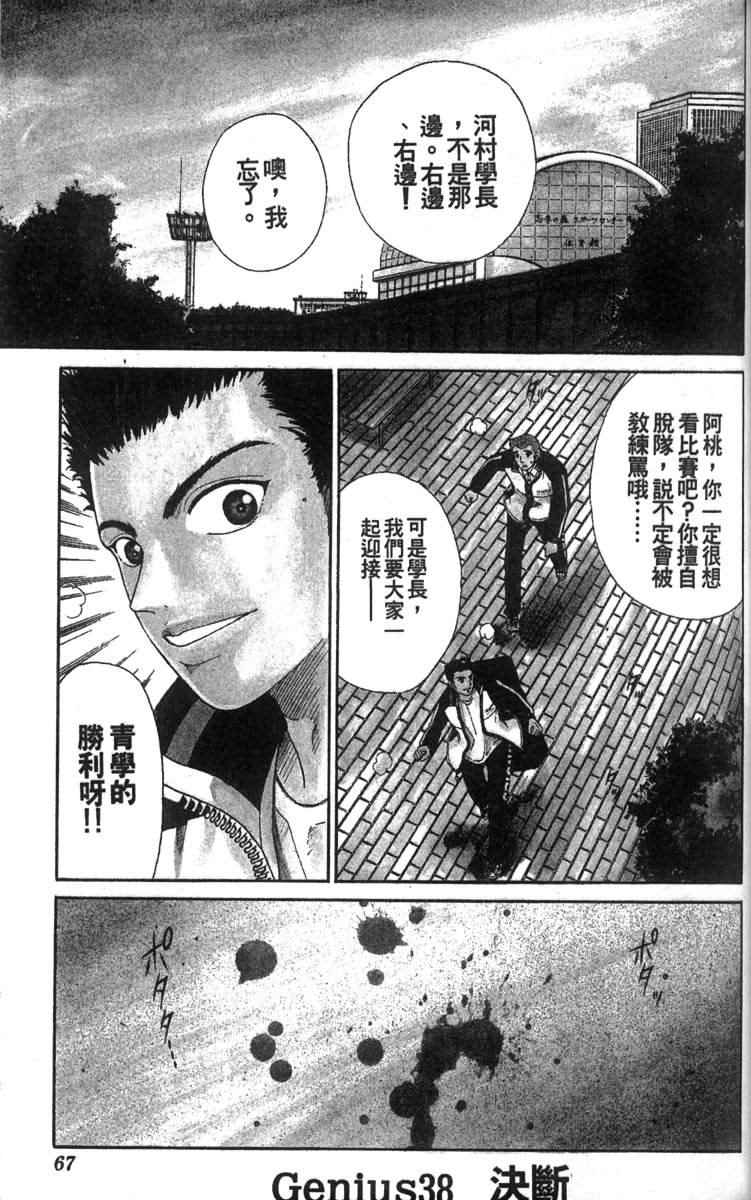 河村學長
，不是那
邊。右邊
、右邊！
噢，我
忘了。
阿桃，你一定很想
看比賽吧？你擅自
脫隊，說不定會被
教練罵哦……
可是學長，
我們要大家一
起迎接——
青學的
勝利呀!!
ポタッ
ポタタ…
67
Genius38 決斷